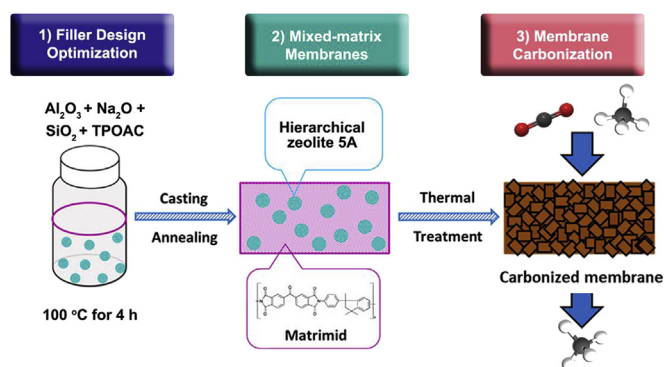 1) Filler Design
Optimization
2) Mixed-matrix
Membranes
3) Membrane
Carbonization
Al₂O₃ + Na₂O +
SiO₂ + TPOAC
100 °C for 4 h
Casting
Annealing
Hierarchical
zeolite 5A
Matrimid
Thermal
Treatment
Carbonized membrane